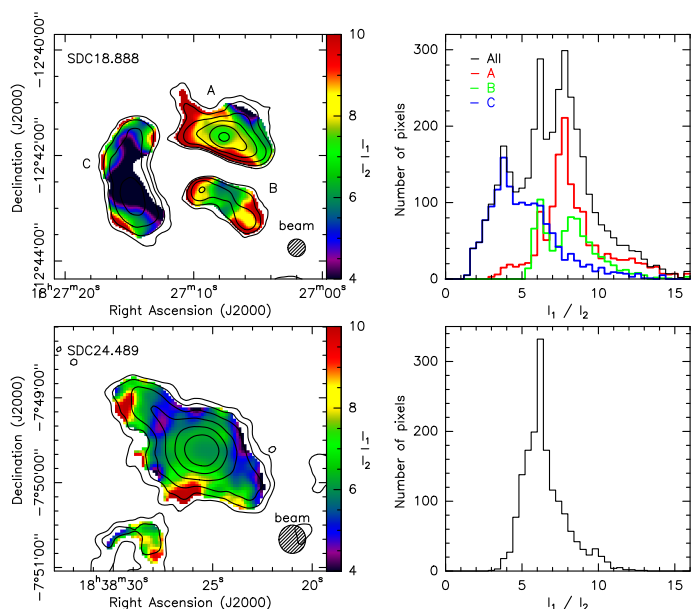 SDC18.888
A
B
C
beam
Declination (J2000)
−12°40'00"
−12°42'00"
−12°44'00"
18ʰ27ᵐ20ˢ
27ᵐ10ˢ
27ᵐ00ˢ
Right Ascension (J2000)
10
8
6
4
I₁
I₂
All
A
B
C
Number of pixels
300
200
100
0
0
5
10
15
I₁ / I₂
SDC24.489
beam
Declination (J2000)
−7°49'00"
−7°50'00"
−7°51'00"
18ʰ38ᵐ30ˢ
25ˢ
20ˢ
Right Ascension (J2000)
10
8
6
4
I₁
I₂
Number of pixels
300
200
100
0
0
5
10
15
I₁ / I₂